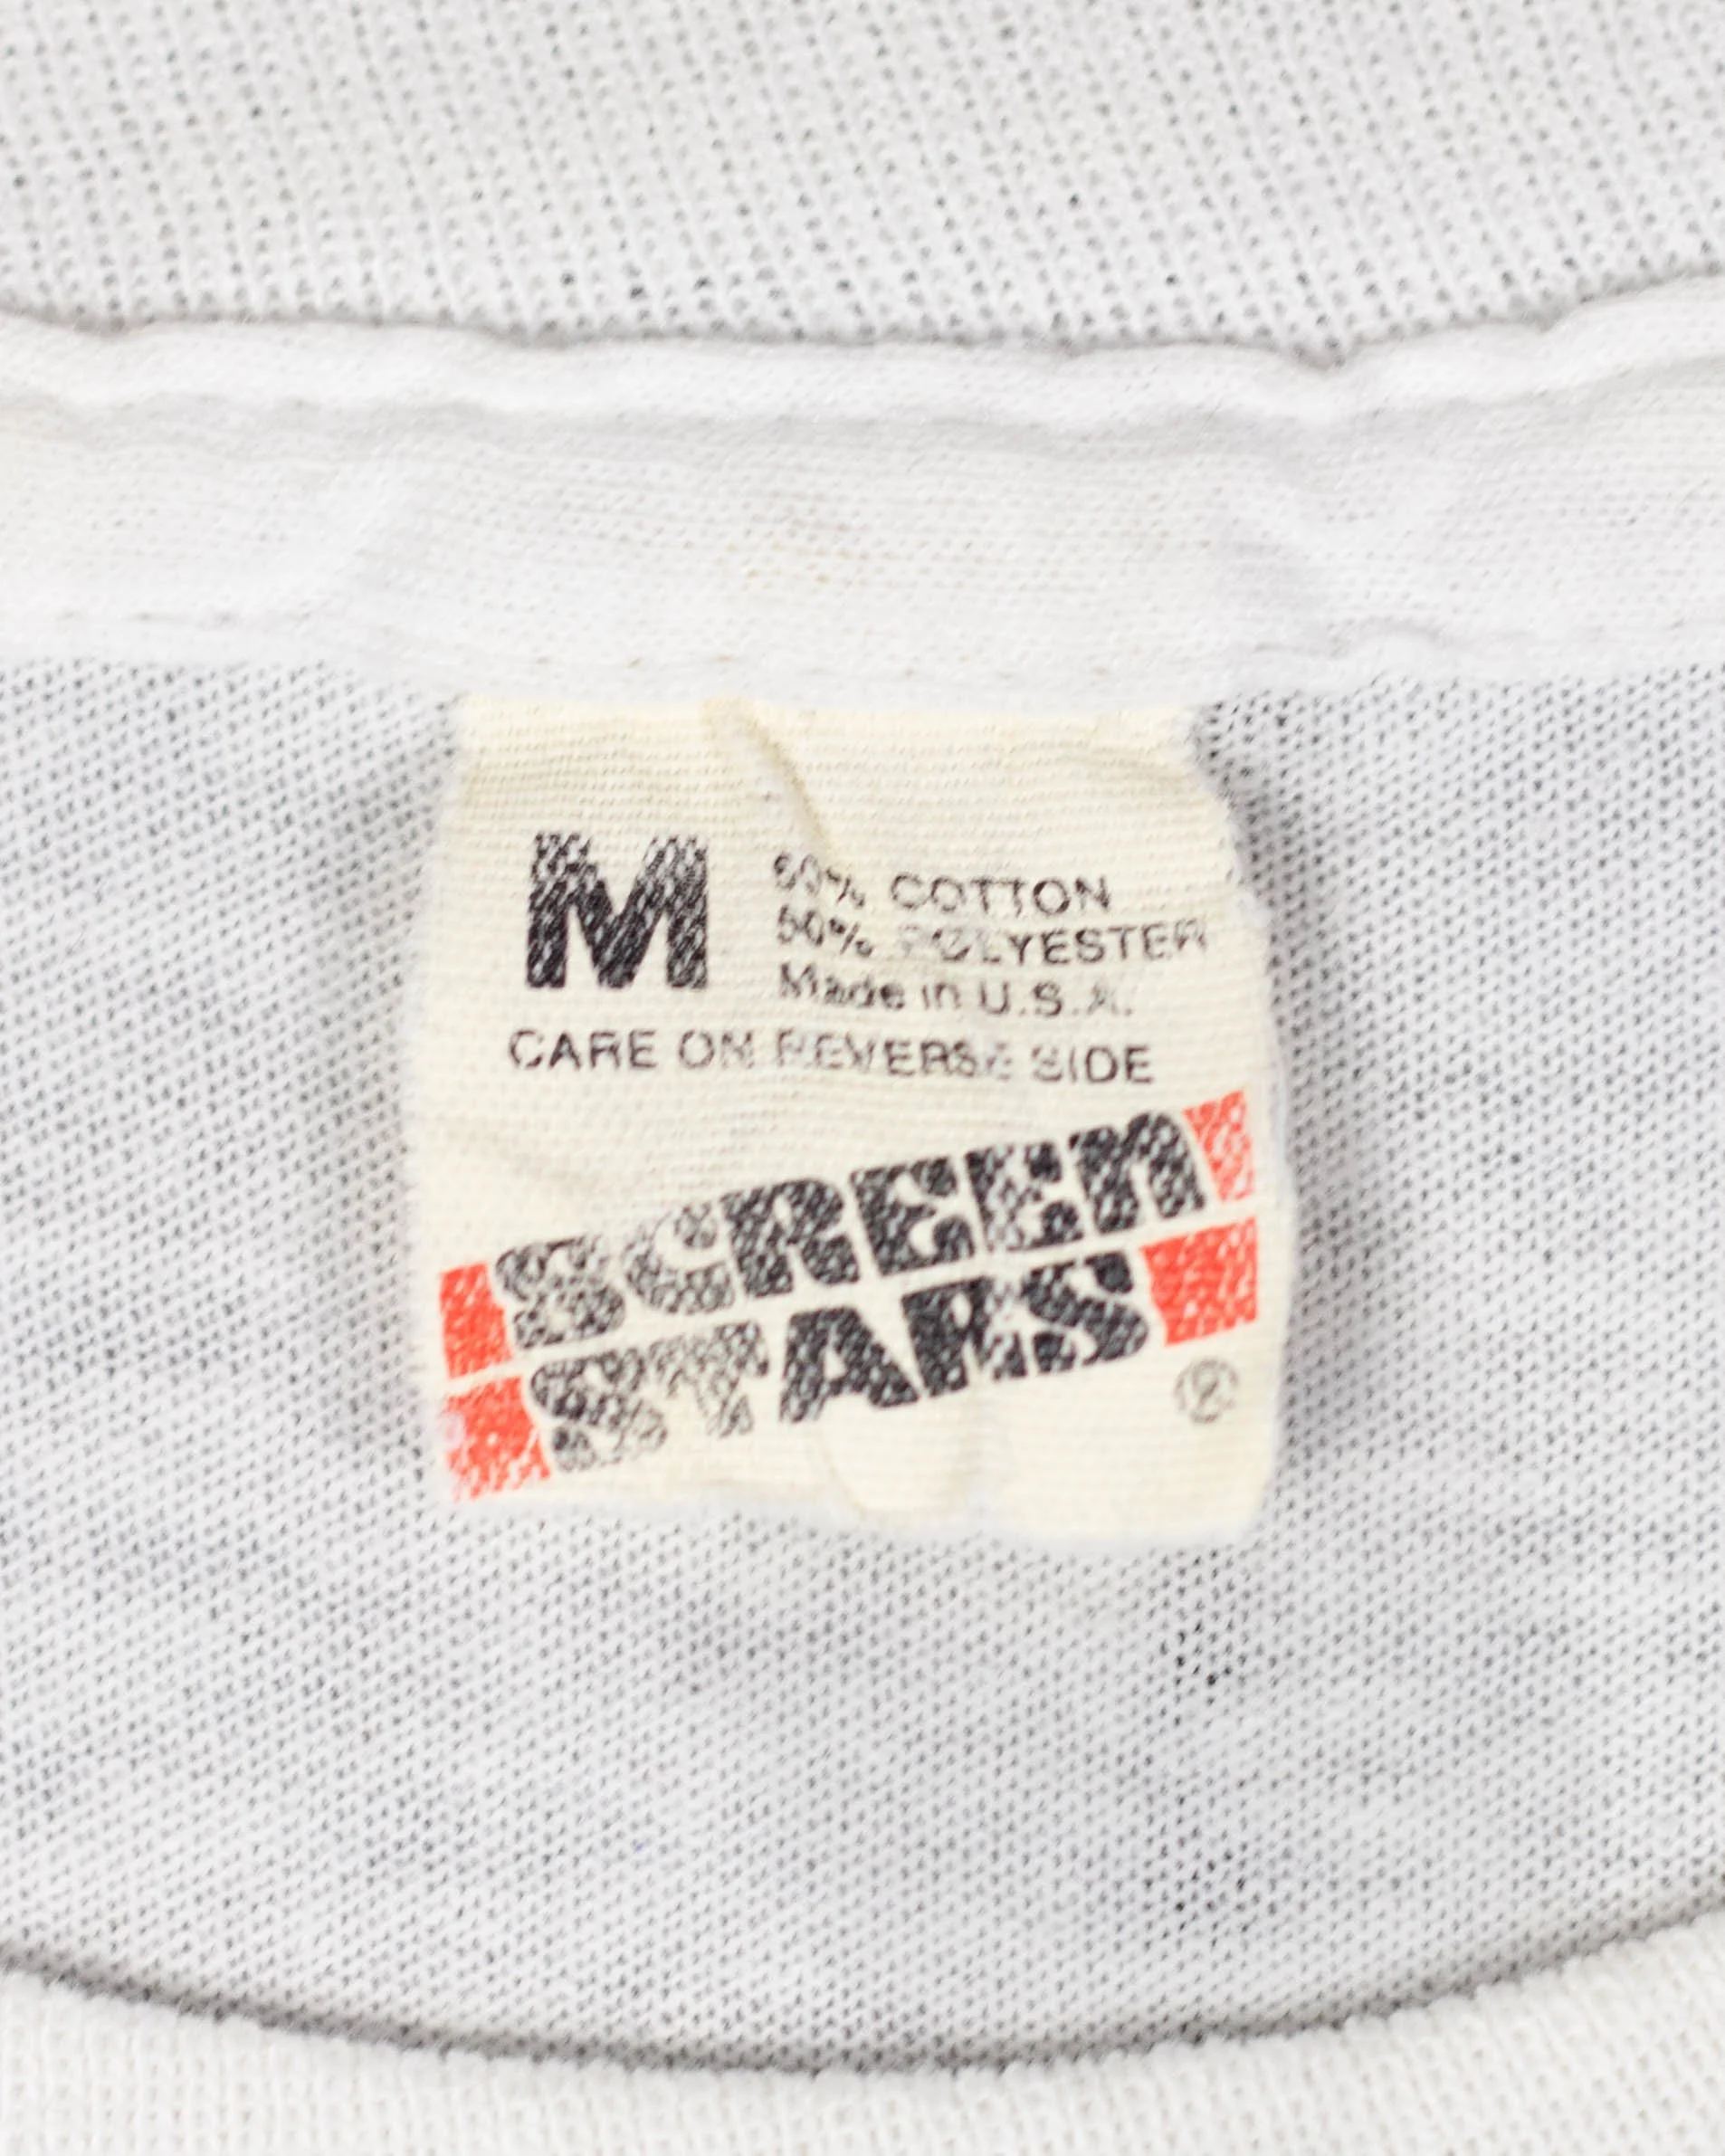 M
50% COTTON
50% POLYESTER
Made in U.S.A.
CARE ON REVERSE SIDE
SCREEN
STARS
®